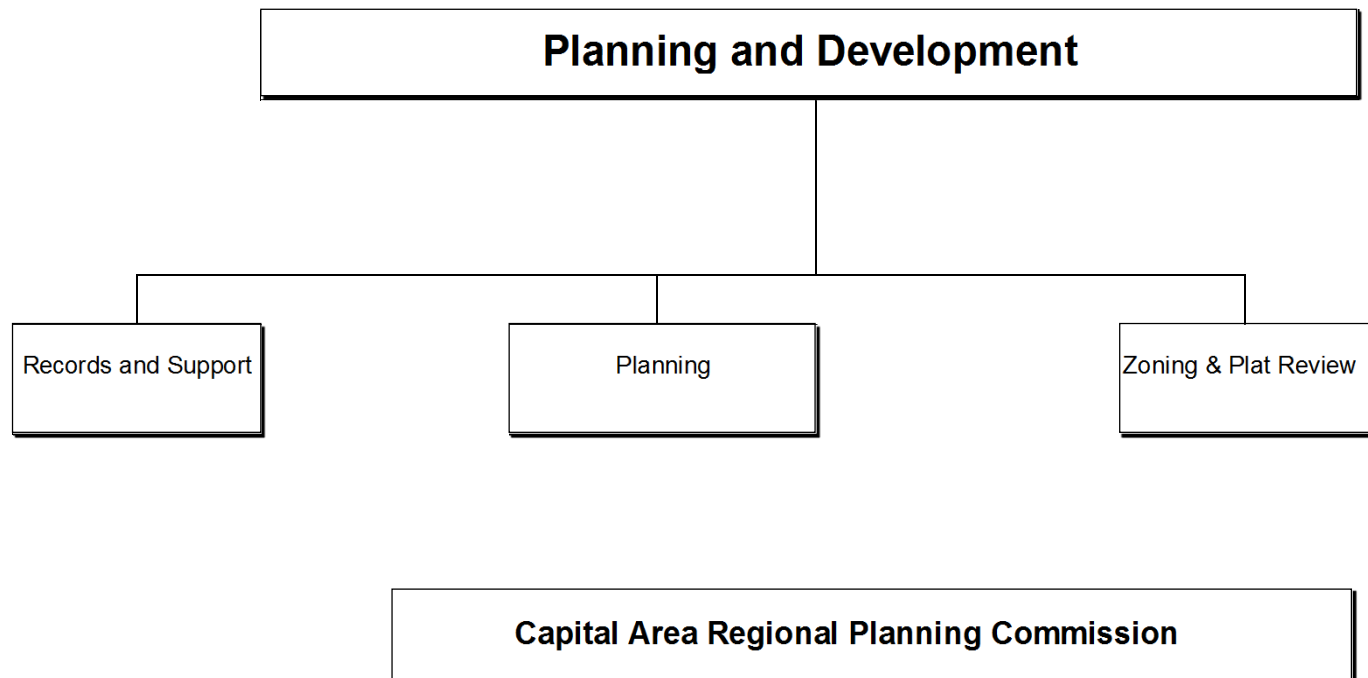 Planning and Development
Records and Support
Planning
Zoning & Plat Review
Capital Area Regional Planning Commission